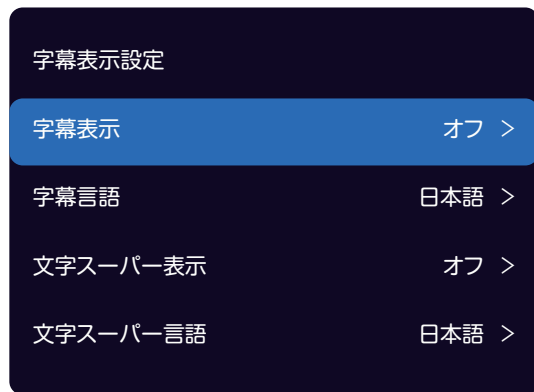 字幕表示設定
字幕表示 オフ >
字幕言語 日本語 >
文字スーパー表示 オフ >
文字スーパー言語 日本語 >